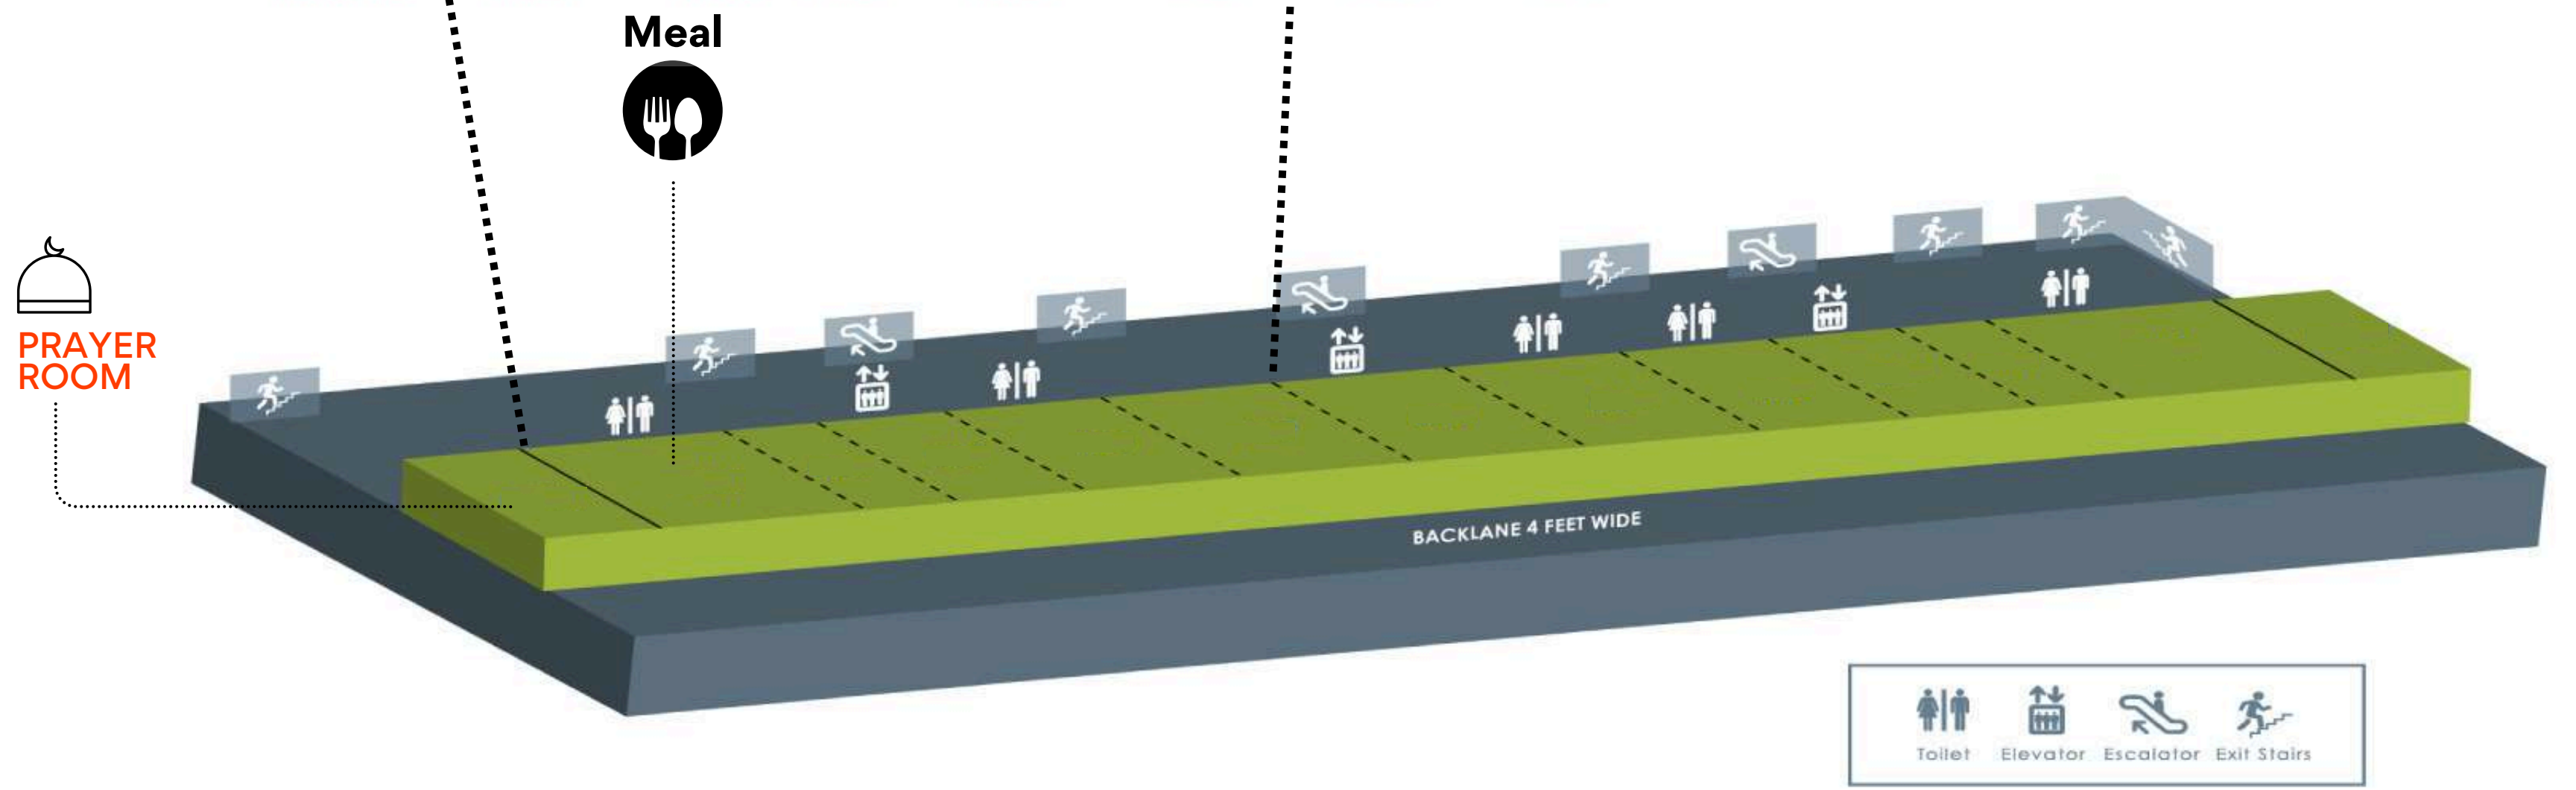 Meal
PRAYER
ROOM
BACKLANE 4 FEET WIDE
Toilet
Elevator
Escalator
Exit Stairs